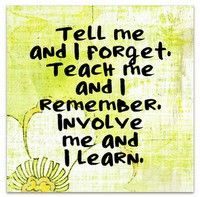 Tell me
and I forget.
Teach me
and I
remember.
Involve
me and
I learn.